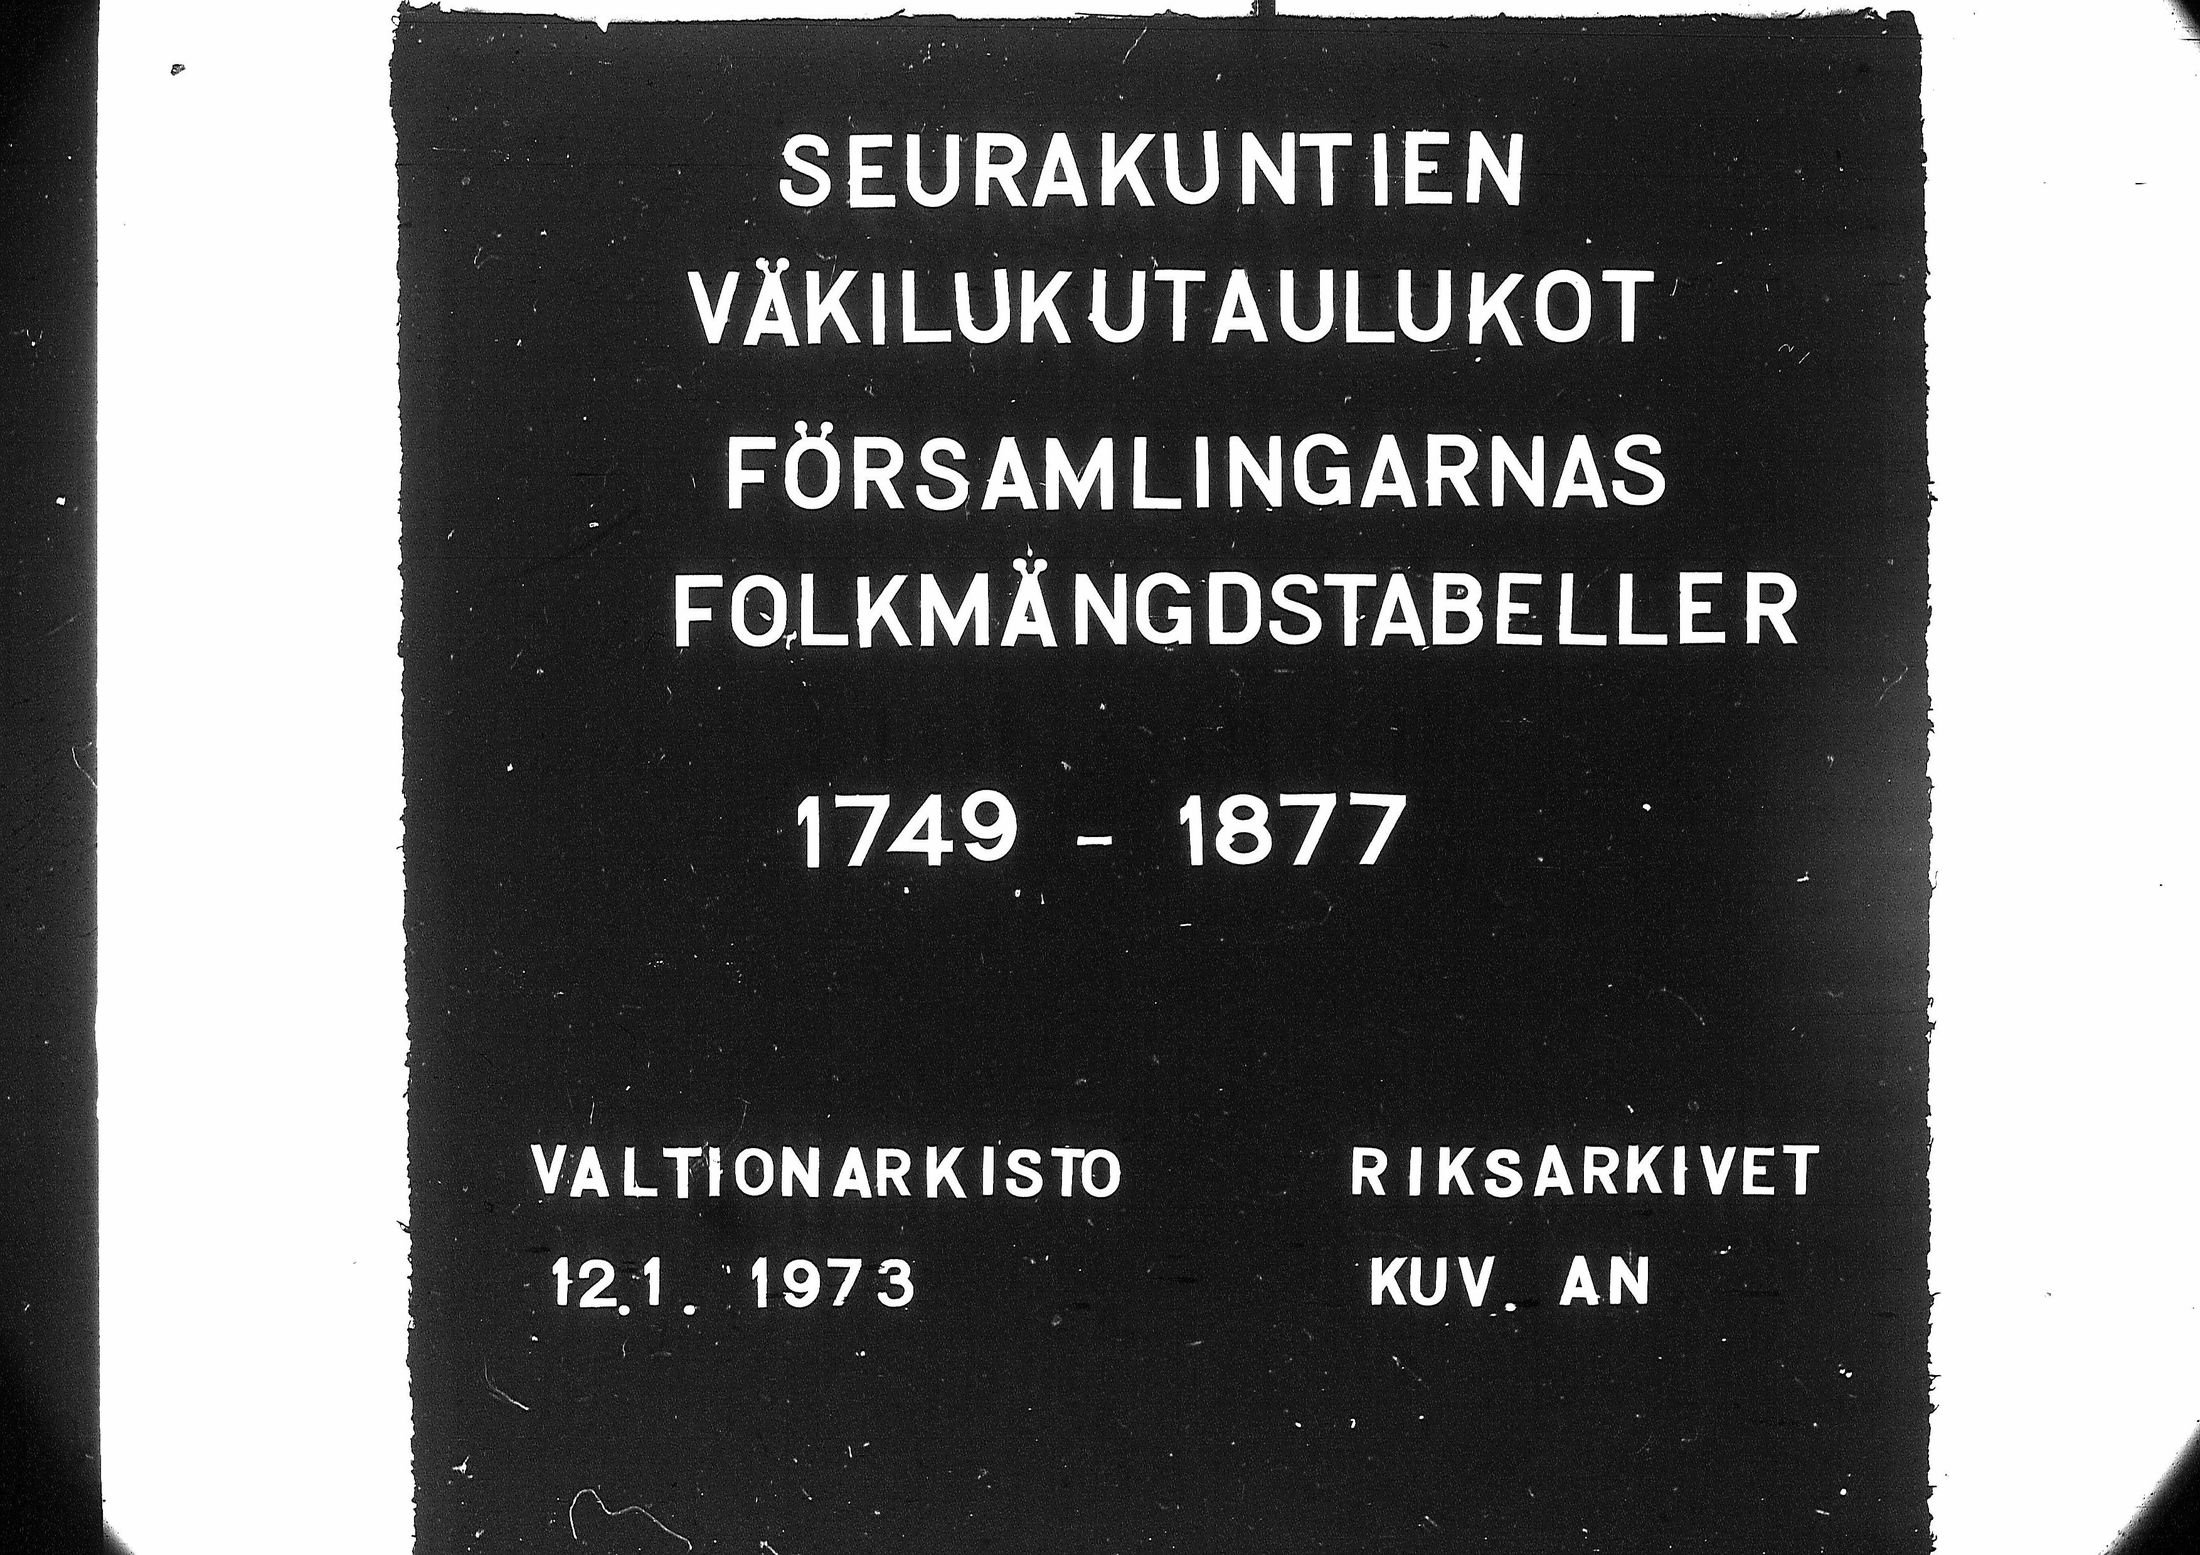 SEURAKUNTIEN
VÄKILUKUTAULUKOT
FÖRSAMLINGARNAS
FOLKMÄNGDSTABELLER
1749 - 1877
VALTIONARKISTO RIKSARKIVET
12.1. 1973 KUV. AN